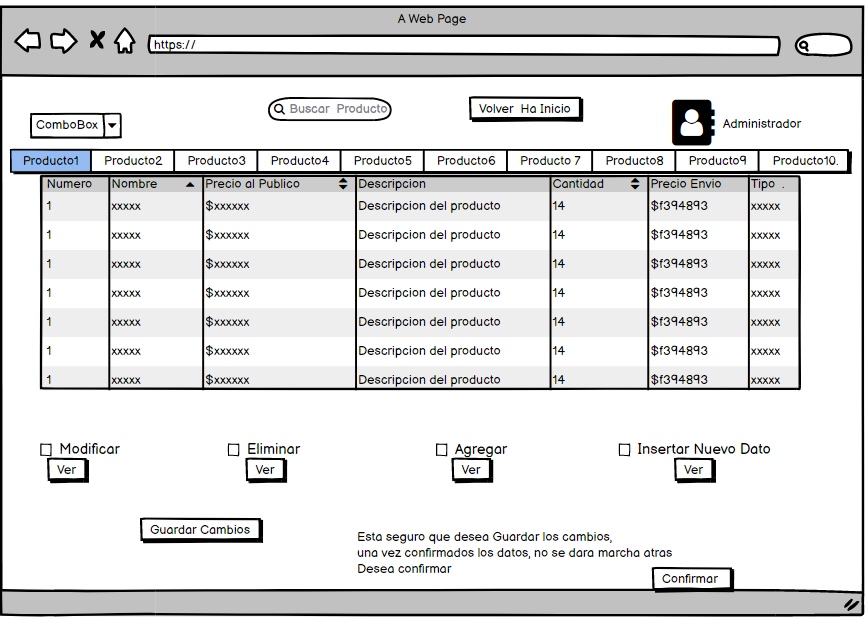 A Web Page
https://
Buscar Producto
Volver Ha Inicio
ComboBox
Administrador
Producto1 Producto2 Producto3 Producto4 Producto5 Producto6 Producto 7 Producto8 Producto9 Producto10.
Numero Nombre Precio al Publico Descripcion Cantidad Precio Envio Tipo .
1 xxxxx $xxxxxx Descripcion del producto 14 $f394893 xxxxx
1 xxxxx $xxxxxx Descripcion del producto 14 $f394893 xxxxx
1 xxxxx $xxxxxx Descripcion del producto 14 $f394893 xxxxx
1 xxxxx $xxxxxx Descripcion del producto 14 $f394893 xxxxx
1 xxxxx $xxxxxx Descripcion del producto 14 $f394893 xxxxx
1 xxxxx $xxxxxx Descripcion del producto 14 $f394893 xxxxx
1 xxxxx $xxxxxx Descripcion del producto 14 $f394893 xxxxx
Modificar Eliminar Agregar Insertar Nuevo Dato
Ver Ver Ver Ver
Guardar Cambios
Esta seguro que desea Guardar los cambios,
una vez confirmados los datos, no se dara marcha atras
Desea confirmar
Confirmar